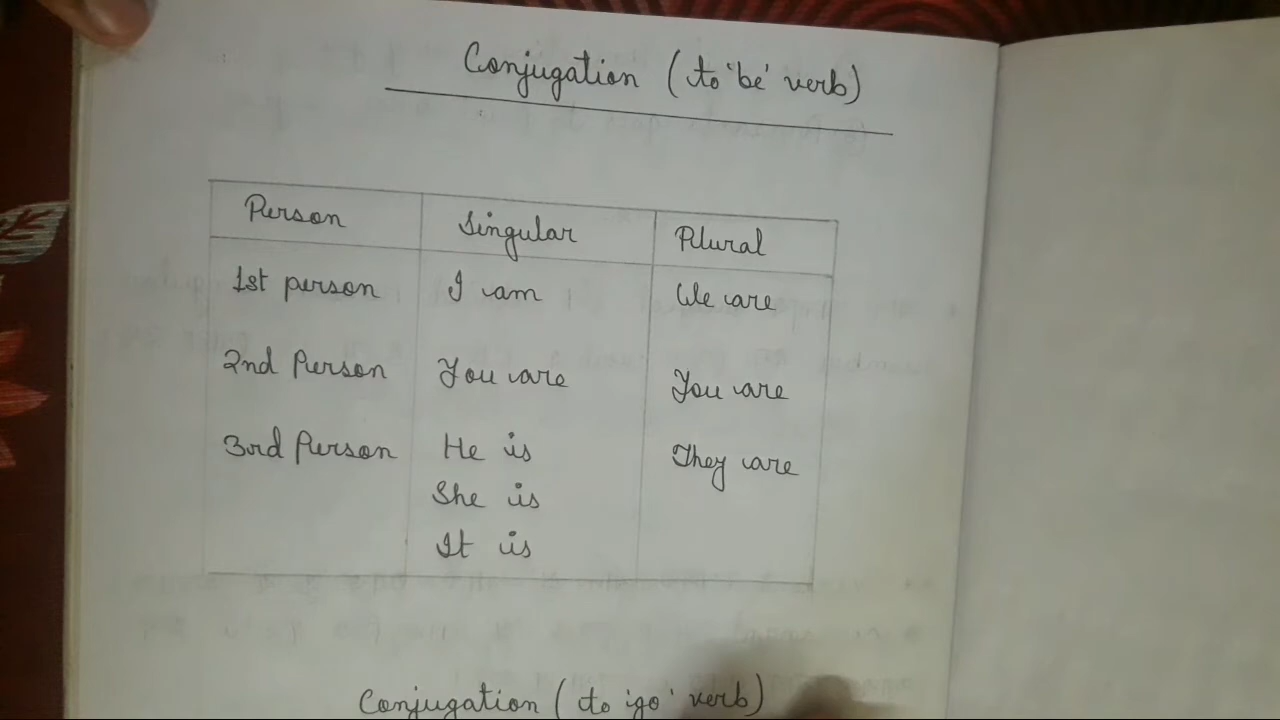 Conjugation (to 'be' verb)
Person Singular Plural
1st person I am We are
2nd Person You are You are
3rd Person He is They are
She is
It is
Conjugation (to 'go' verb)